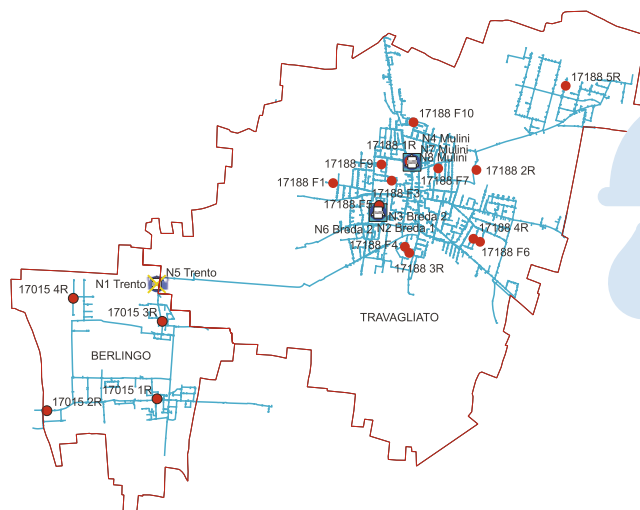 17188 5R
17188 F10
N4 Mulini
17188 1R
N7 Mulini
N8 Mulini
17188 F9
17188 F7
17188 2R
17188 F1
17188 F3
17188 F5
N3 Breda 2
N6 Breda 2
N2 Breda 1
17188 4R
17188 F4
17188 F6
17188 3R
N5 Trento
N1 Trento
17015 4R
17015 3R
TRAVAGLIATO
BERLINGO
17015 1R
17015 2R